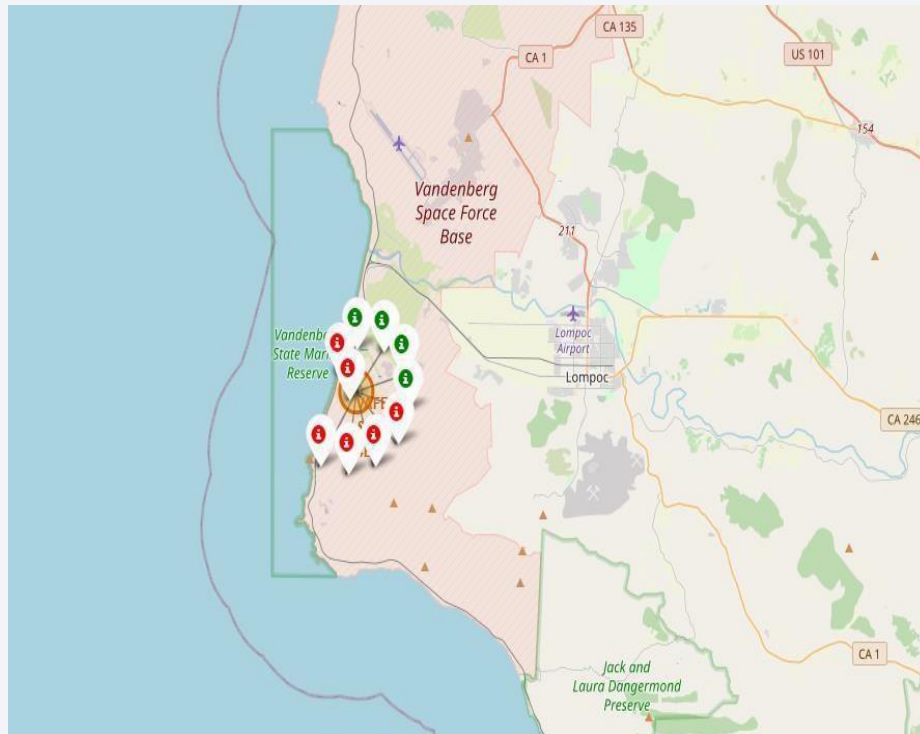 CA 135
CA 1
US 101
154
Vandenberg
Space Force
Base
211
Lompoc
Airport
State Mar
Reserve
Lompoc
CA 246
CA 1
Jack and
Laura Dangermond
Preserve